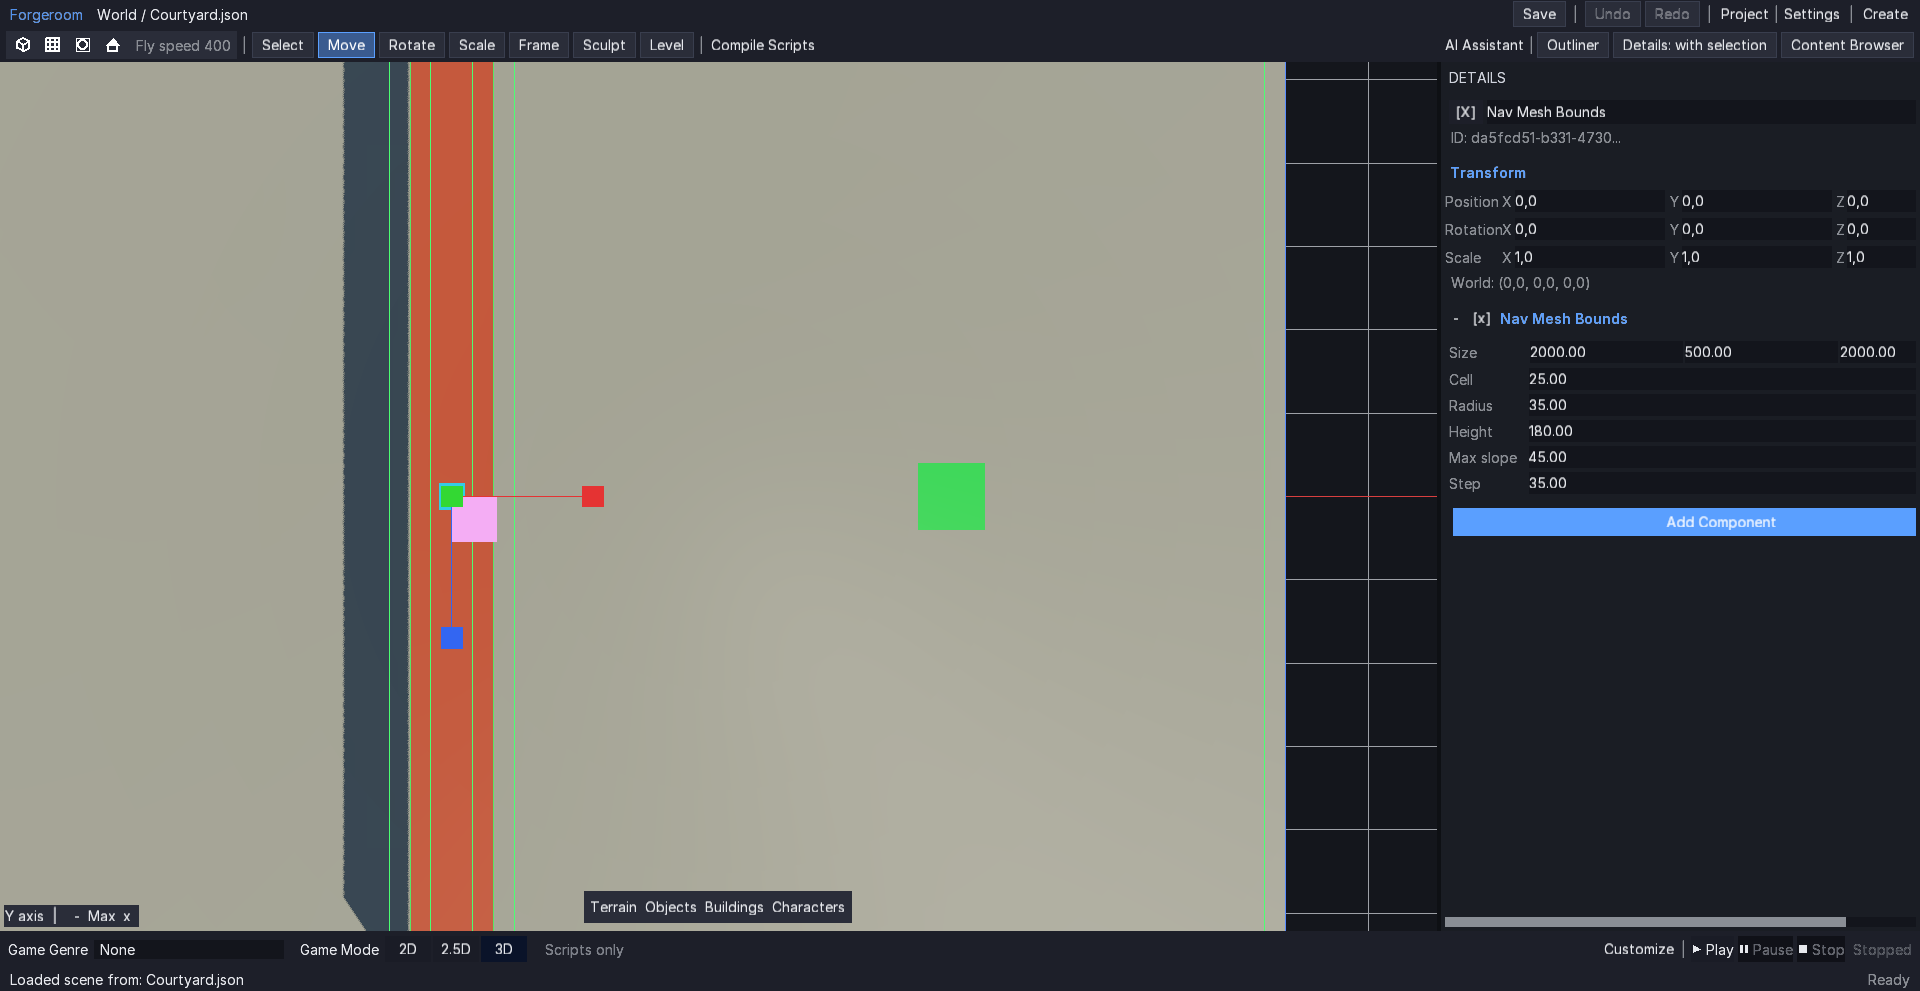 Forgeroom World / Courtyard.json Save Undo Redo Project Settings Create
Fly speed 400 Select Move Rotate Scale Frame Sculpt Level Compile Scripts AI Assistant Outliner Details: with selection Content Browser
DETAILS
[X] Nav Mesh Bounds
ID: da5fcd51-b331-4730...
Transform
Position X 0,0 Y 0,0 Z 0,0
Rotation X 0,0 Y 0,0 Z 0,0
Scale X 1,0 Y 1,0 Z 1,0
World: (0,0, 0,0, 0,0)
- [x] Nav Mesh Bounds
Size 2000.00 500.00 2000.00
Cell 25.00
Radius 35.00
Height 180.00
Max slope 45.00
Step 35.00
Add Component
Terrain Objects Buildings Characters
Y axis | - Max x
Game Genre None Game Mode 2D 2.5D 3D Scripts only Customize Play Pause Stop Stopped
Loaded scene from: Courtyard.json Ready